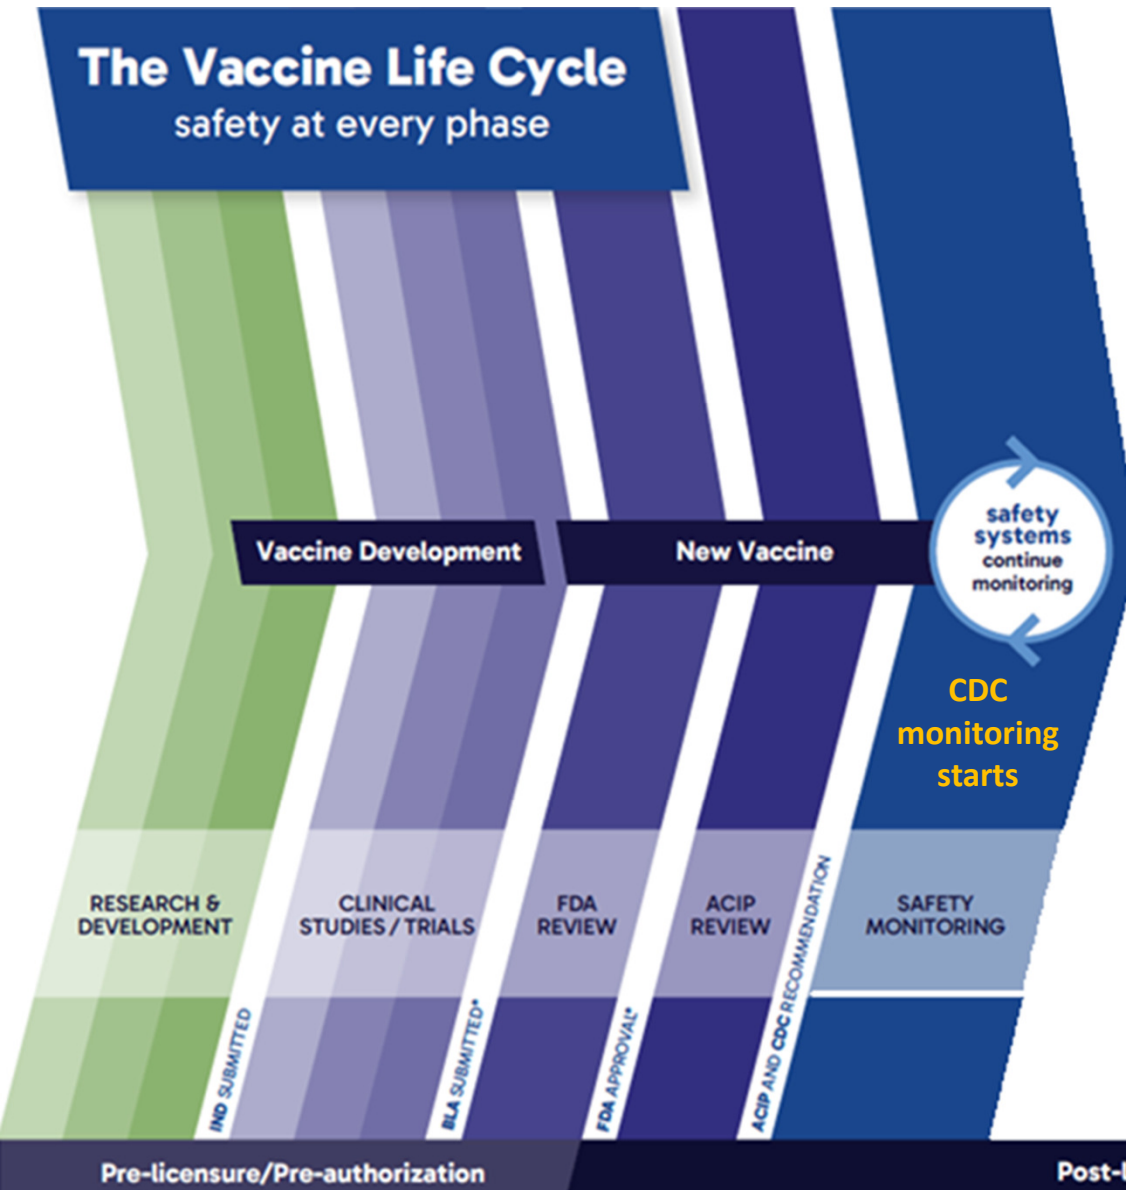 The Vaccine Life Cycle
safety at every phase
Vaccine Development
New Vaccine
safety
systems
continue
monitoring
CDC
monitoring
starts
RESEARCH &
DEVELOPMENT
CLINICAL
STUDIES / TRIALS
FDA
REVIEW
ACIP
REVIEW
SAFETY
MONITORING
IND SUBMITTED
BLA SUBMITTED*
FDA APPROVAL*
ACIP AND CDC RECOMMENDATION
Pre-licensure/Pre-authorization
Post-